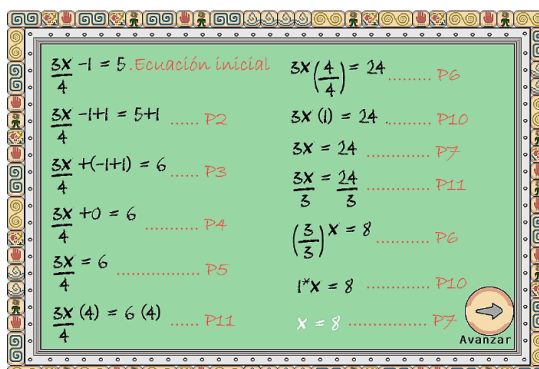 3X/4 -1 = 5 .Ecuación inicial
3X/4 -1+1 = 5+1 ...... P2
3X/4 +(-1+1) = 6 ...... P3
3X/4 +0 = 6 .......... P4
3X/4 = 6 ................ P5
3X/4 (4) = 6 (4) ...... P11
3X(4/4) = 24 ......... P6
3X (1) = 24 ......... P10
3X = 24 ............. P7
3X/3 = 24/3 ............. P11
(3/3)X = 8 ........... P6
1*X = 8 ............. P10
X = 8 ................ P7
Avanzar